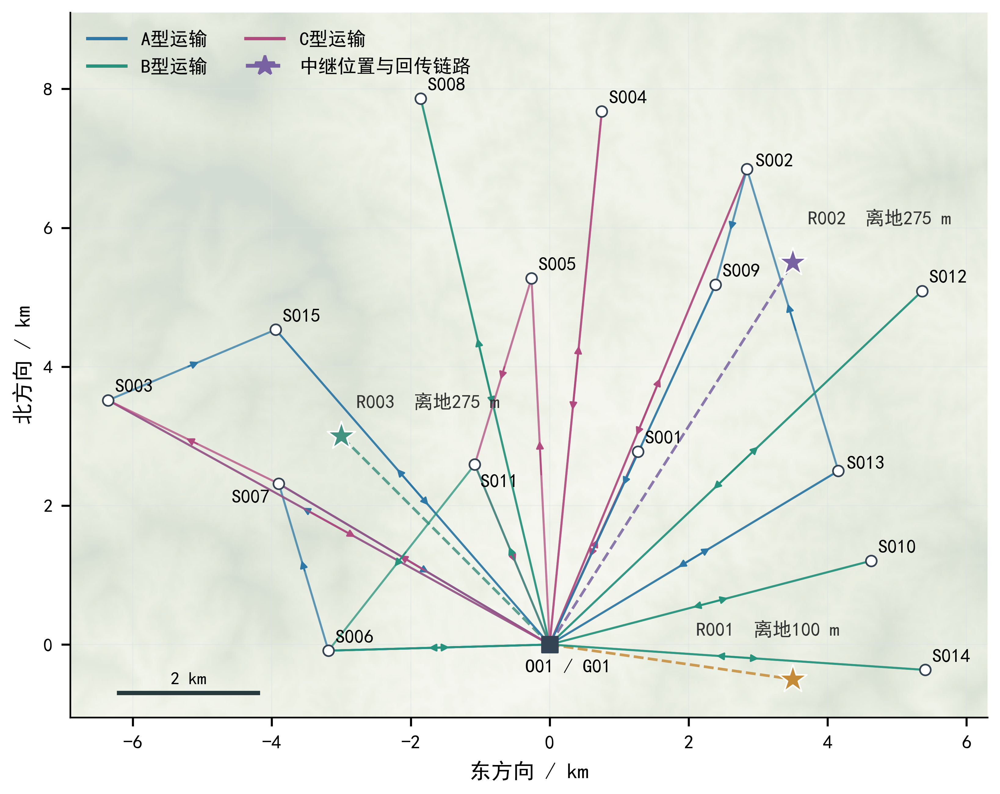 A型运输
C型运输
B型运输
中继位置与回传链路
S008
S004
S002
R002 离地275 m
S005
S009
S012
S015
S003
R003 离地275 m
S001
S013
S011
S007
S010
R001 离地100 m
S006
S014
O01 / G01
2 km
8
6
4
2
0
−6
−4
−2
0
2
4
6
东方向 / km
北方向 / km